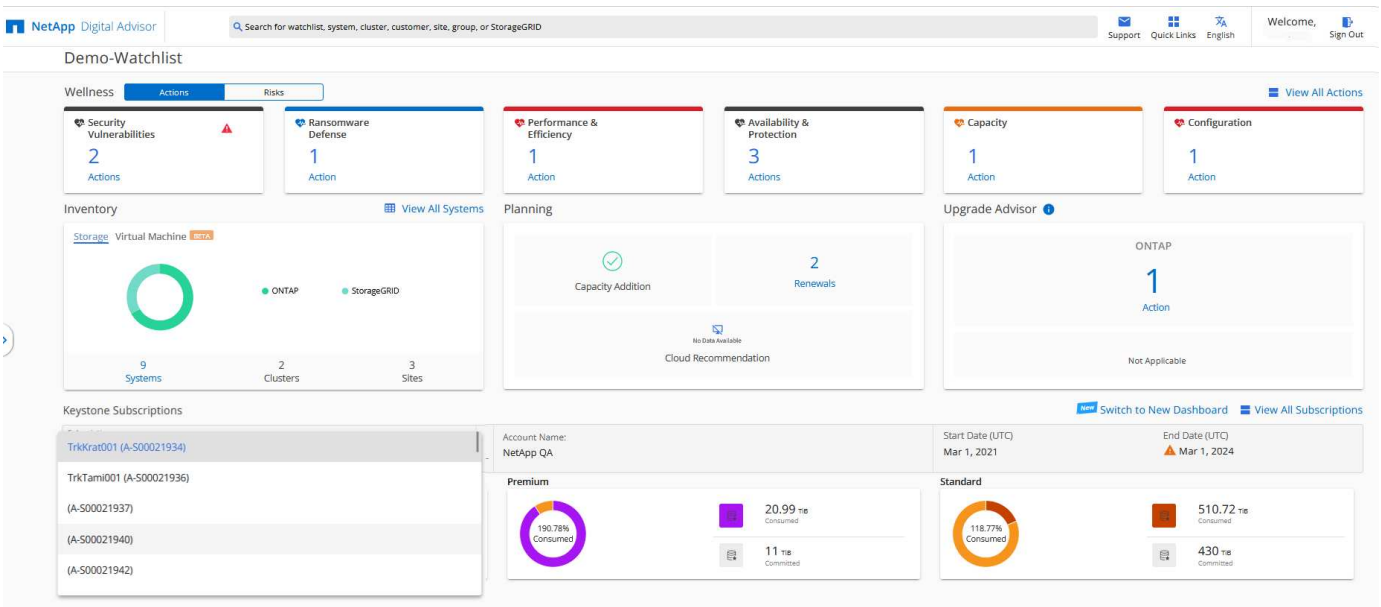 NetApp Digital Advisor
Search for watchlist, system, cluster, customer, site, group, or StorageGRID
Support
Quick Links
English
Welcome,
Sign Out
Demo-Watchlist
Wellness
Actions
Risks
View All Actions
Security
Vulnerabilities
2
Actions
Ransomware
Defense
1
Action
Performance &
Efficiency
1
Action
Availability &
Protection
3
Actions
Capacity
1
Action
Configuration
1
Action
Inventory
View All Systems
Storage Virtual Machine BETA
ONTAP
StorageGRID
9
Systems
2
Clusters
3
Sites
Planning
Capacity Addition
2
Renewals
No Data Available
Cloud Recommendation
Upgrade Advisor
ONTAP
1
Action
Not Applicable
Keystone Subscriptions
New Switch to New Dashboard
View All Subscriptions
TrkKrat001 (A-S00021934)
TrkTami001 (A-S00021936)
(A-S00021937)
(A-S00021940)
(A-S00021942)
Account Name:
NetApp QA
Start Date (UTC)
Mar 1, 2021
End Date (UTC)
Mar 1, 2024
Premium
190.78%
Consumed
20.99 TiB
Consumed
11 TiB
Committed
Standard
118.77%
Consumed
510.72 TiB
Consumed
430 TiB
Committed